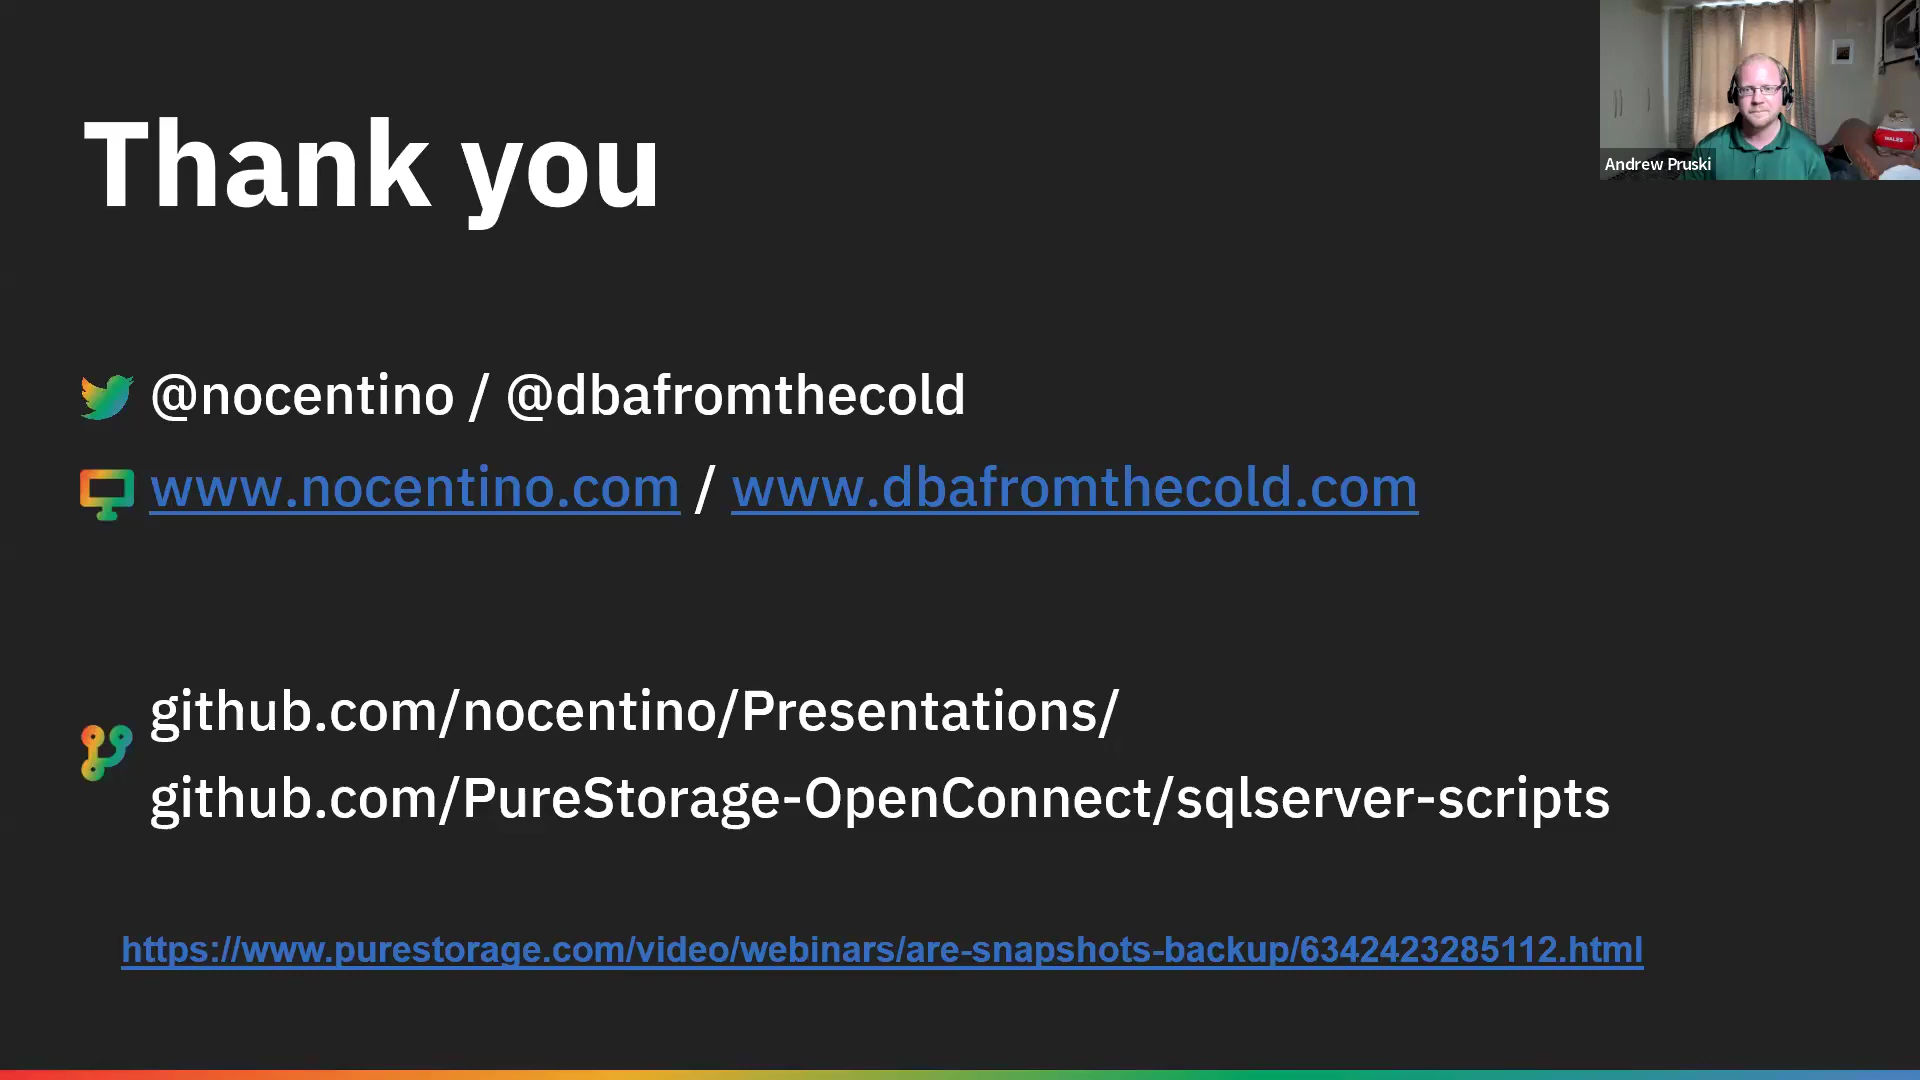 Thank you
@nocentino / @dbafromthecold
www.nocentino.com / www.dbafromthecold.com
github.com/nocentino/Presentations/
github.com/PureStorage-OpenConnect/sqlserver-scripts
https://www.purestorage.com/video/webinars/are-snapshots-backup/6342423285112.html
Andrew Pruski
WALES